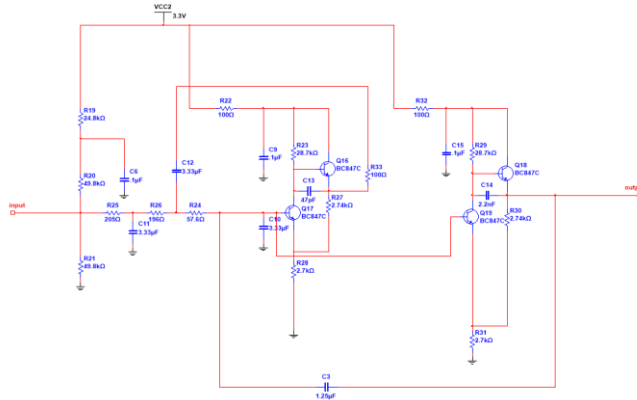 VCC2
3.3V
R19
24.8kΩ
R22
100Ω
R32
100Ω
R23
28.7kΩ
C9
.1µF
Q16
BC847C
R33
100Ω
C15
.1µF
R29
28.7kΩ
Q18
BC847C
C12
3.33µF
R20
49.8kΩ
C6
.1µF
C13
47pF
R27
2.74kΩ
C14
2.2nF
R30
2.74kΩ
input
R25
205Ω
R26
196Ω
R24
57.6Ω
Q17
BC847C
Q19
BC847C
outp
C11
3.33µF
C10
3.33µF
R21
49.8kΩ
R28
2.7kΩ
R31
2.7kΩ
C3
1.25µF